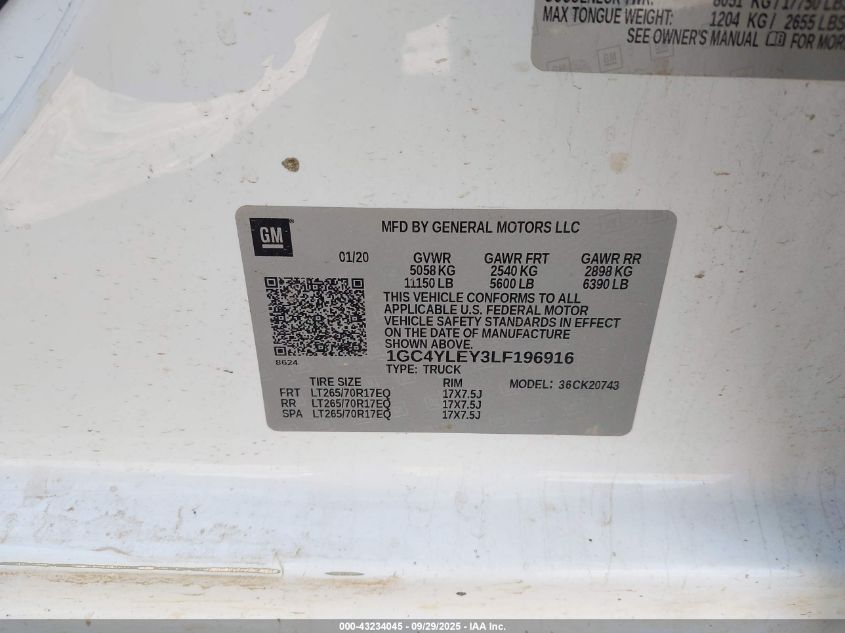 KG / 17750 LB
MAX TONGUE WEIGHT: 1204 KG / 2655 LBS
SEE OWNER'S MANUAL FOR MOR
GM
MFD BY GENERAL MOTORS LLC
01/20 GVWR GAWR FRT GAWR RR
5058 KG 2540 KG 2898 KG
11150 LB 5600 LB 6390 LB
THIS VEHICLE CONFORMS TO ALL
APPLICABLE U.S. FEDERAL MOTOR
VEHICLE SAFETY STANDARDS IN EFFECT
ON THE DATE OF MANUFACTURE
SHOWN ABOVE.
8624
1GC4YLEY3LF196916
TYPE: TRUCK
TIRE SIZE RIM MODEL: 36CK20743
FRT LT265/70R17EQ 17X7.5J
RR LT265/70R17EQ 17X7.5J
SPA LT265/70R17EQ 17X7.5J
000-43234045 - 09/29/2025 - IAA Inc.